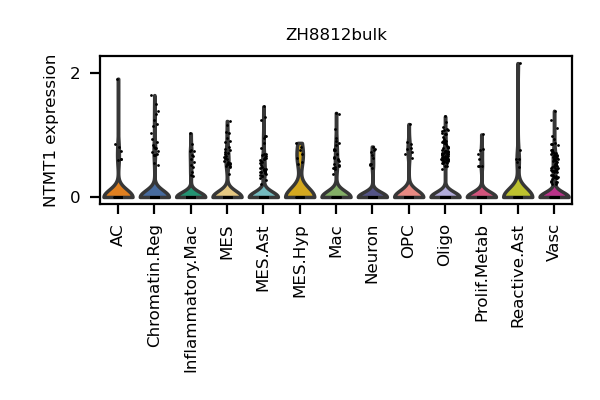 ZH8812bulk
NTMT1 expression
2
0
AC
Chromatin.Reg
Inflammatory.Mac
MES
MES.Ast
MES.Hyp
Mac
Neuron
OPC
Oligo
Prolif.Metab
Reactive.Ast
Vasc